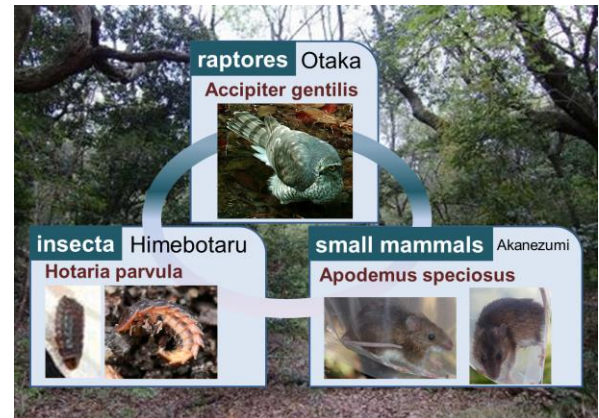 raptores Otaka
Accipiter gentilis
insecta Himebotaru
Hotaria parvula
small mammals Akanezumi
Apodemus speciosus